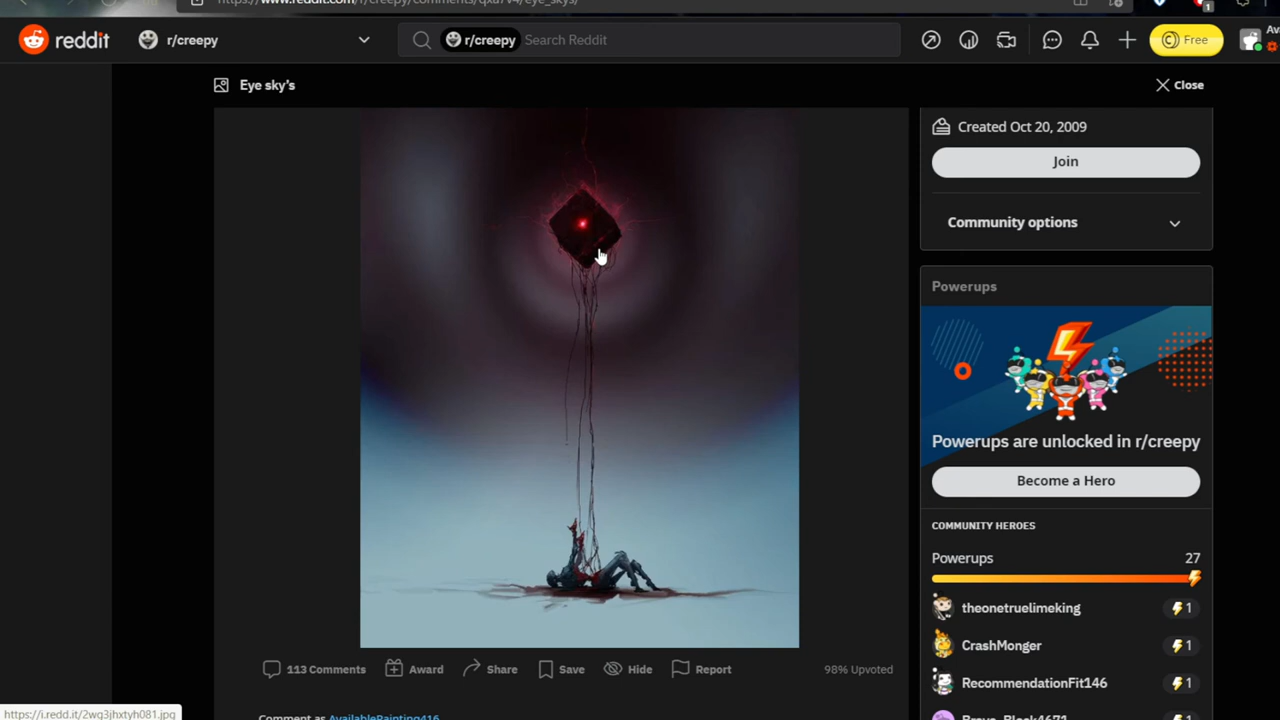 reddit
r/creepy
r/creepy
Search Reddit
1
Free
Eye sky's
Close
Created Oct 20, 2009
Join
Community options
Powerups
Powerups are unlocked in r/creepy
Become a Hero
COMMUNITY HEROES
Powerups 27
theonetruelimeking 1
CrashMonger 1
RecommendationFit146 1
113 Comments Award Share Save Hide Report 98% Upvoted
Comment as AvailablePainting416
https://i.redd.it/2wq3jhxtyh081.jpg